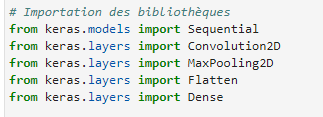 # Importation des bibliothèques
from keras.models import Sequential
from keras.layers import Convolution2D
from keras.layers import MaxPooling2D
from keras.layers import Flatten
from keras.layers import Dense